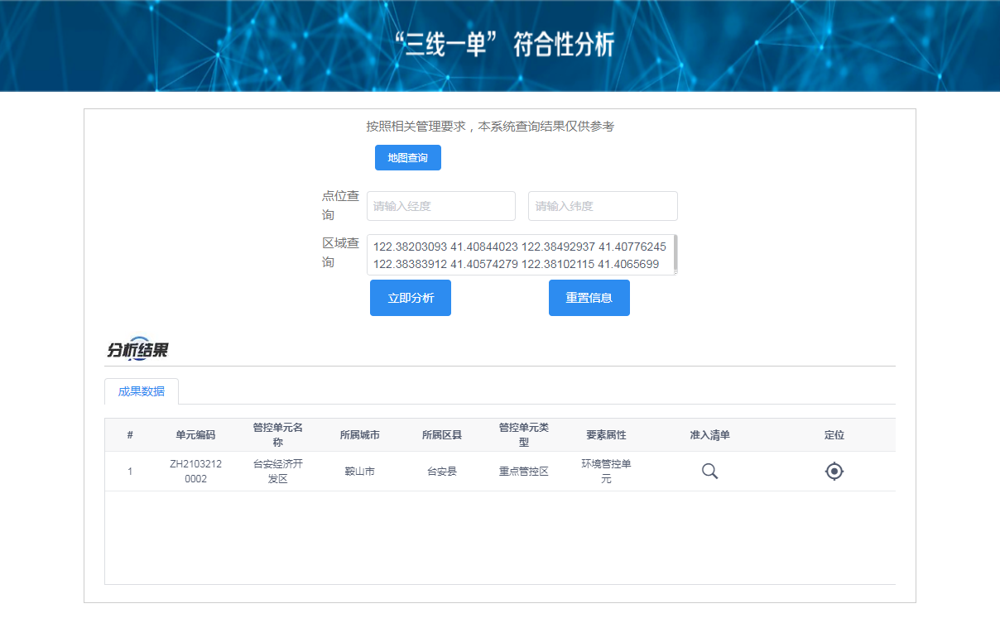 “三线一单” 符合性分析
按照相关管理要求，本系统查询结果仅供参考
地图查询
点位查询
请输入经度 请输入纬度
区域查询
122.38203093 41.40844023 122.38492937 41.40776245
122.38383912 41.40574279 122.38102115 41.4065699
立即分析 重置信息
分析结果
成果数据
# 单元编码 管控单元名称 所属城市 所属区县 管控单元类型 要素属性 准入清单 定位
1 ZH21032120002 台安经济开发区 鞍山市 台安县 重点管控区 环境管控单元